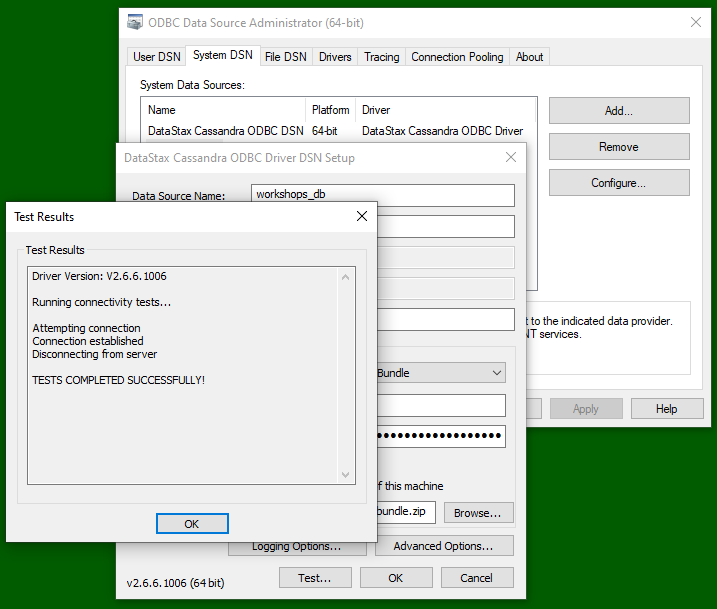 ODBC Data Source Administrator (64-bit)
User DSN System DSN File DSN Drivers Tracing Connection Pooling About
System Data Sources:
Name Platform Driver
DataStax Cassandra ODBC DSN 64-bit DataStax Cassandra ODBC Driver
Add...
Remove
Configure...
t to the indicated data provider.
NT services.
Apply Help
DataStax Cassandra ODBC Driver DSN Setup
Data Source Name: workshops_db
Bundle
●●●●●●●●●●●●●●●●●●
f this machine
bundle.zip Browse...
Logging Options... Advanced Options...
v2.6.6.1006 (64 bit) Test... OK Cancel
Test Results
Test Results
Driver Version: V2.6.6.1006
Running connectivity tests...
Attempting connection
Connection established
Disconnecting from server
TESTS COMPLETED SUCCESSFULLY!
OK